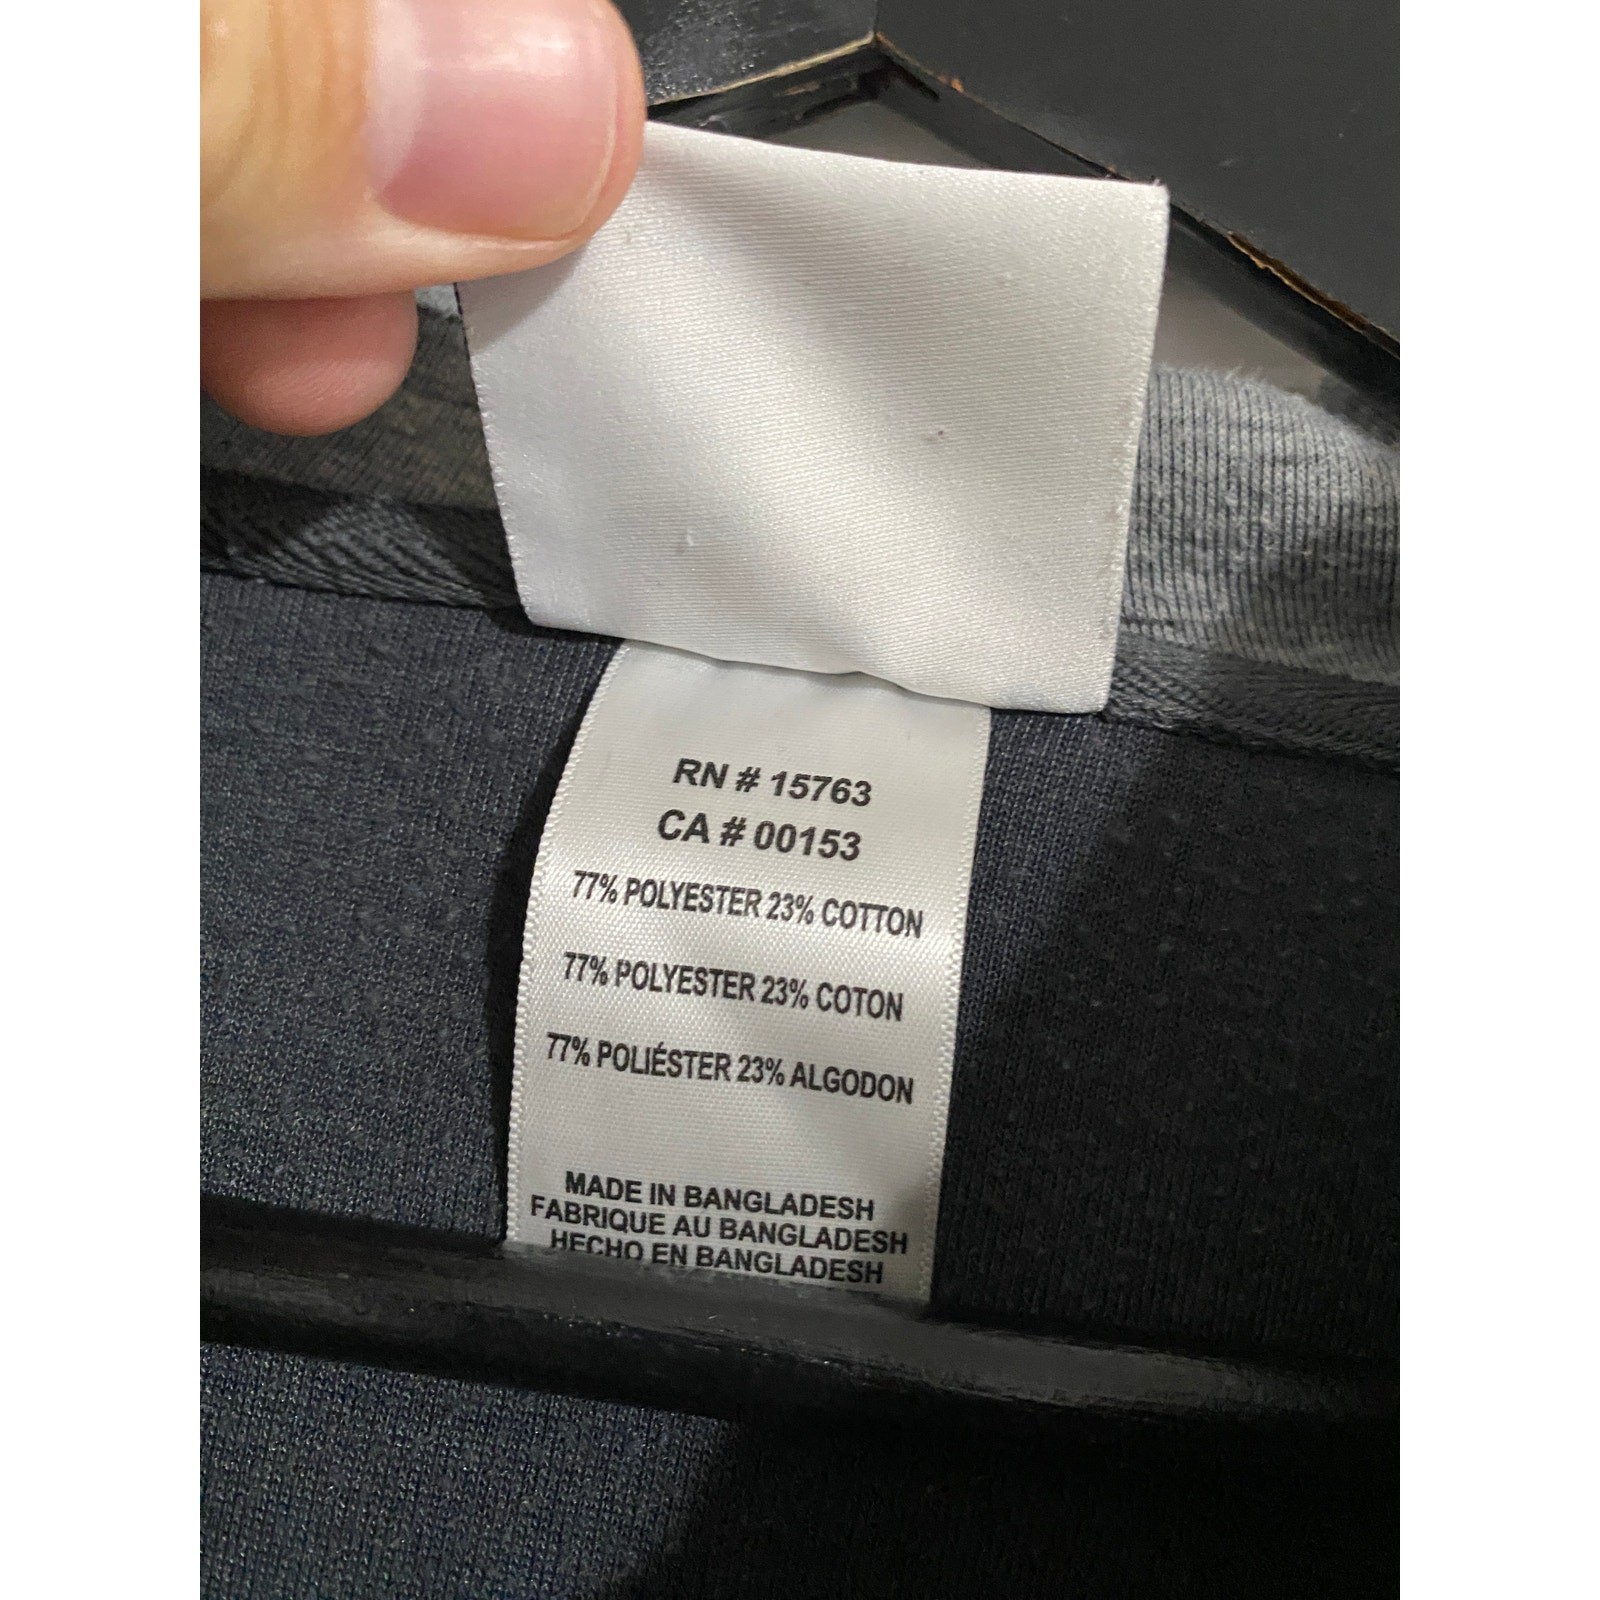 RN # 15763
CA # 00153
77% POLYESTER 23% COTTON
77% POLYESTER 23% COTON
77% POLIÉSTER 23% ALGODON
MADE IN BANGLADESH
FABRIQUE AU BANGLADESH
HECHO EN BANGLADESH